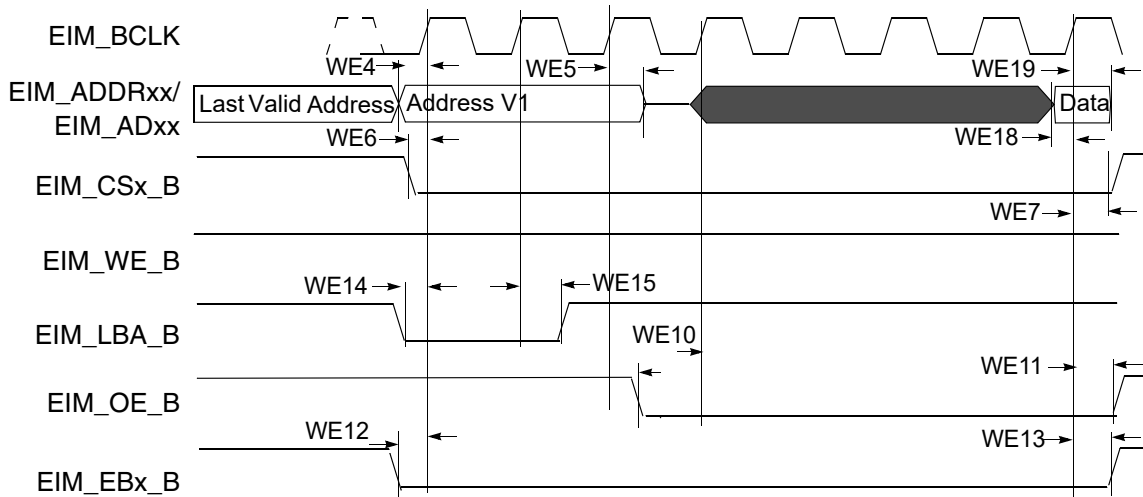 EIM_BCLK
WE4
WE5
WE19
EIM_ADDRxx/
EIM_ADxx
Last Valid Address
Address V1
Data
WE6
WE18
EIM_CSx_B
WE7
EIM_WE_B
WE14
WE15
EIM_LBA_B
WE10
WE11
EIM_OE_B
WE12
WE13
EIM_EBx_B